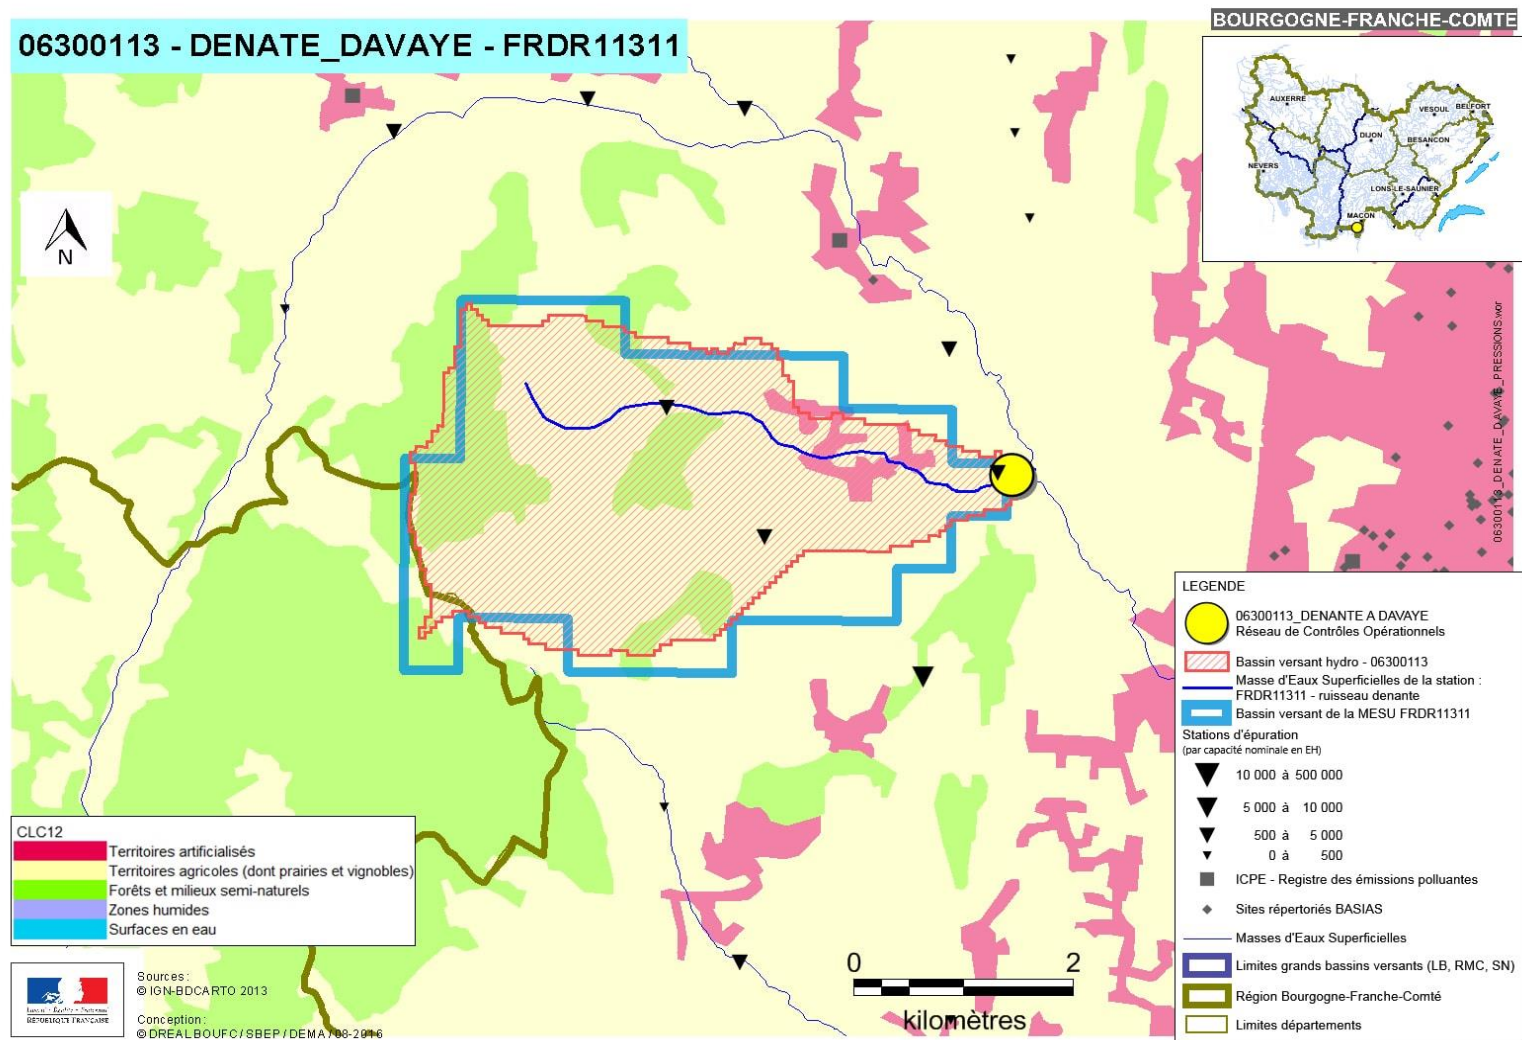 06300113 - DENATE_DAVAYE - FRDR11311
BOURGOGNE-FRANCHE-COMTE
AUXERRE
VESOUL
BELFORT
DIJON
BESANCON
NEVERS
LONS-LE-SAUNIER
MACON
N
06300113_DENATE_DAVAYE_PRESSIONS.wor
LEGENDE
06300113_DENANTE A DAVAYE
Réseau de Contrôles Opérationnels
Bassin versant hydro - 06300113
Masse d'Eaux Superficielles de la station :
FRDR11311 - ruisseau denante
Bassin versant de la MESU FRDR11311
Stations d'épuration
(par capacité nominale en EH)
10 000 à 500 000
5 000 à 10 000
500 à 5 000
0 à 500
ICPE - Registre des émissions polluantes
Sites répertoriés BASIAS
Masses d'Eaux Superficielles
Limites grands bassins versants (LB, RMC, SN)
Région Bourgogne-Franche-Comté
Limites départements
CLC12
Territoires artificialisés
Territoires agricoles (dont prairies et vignobles)
Forêts et milieux semi-naturels
Zones humides
Surfaces en eau
0 2
kilomètres
Liberté • Égalité • Fraternité
RÉPUBLIQUE FRANÇAISE
Sources :
© IGN-BDCARTO 2013
Conception :
© DREALBOUFC/SBEP/DEMA/08-2016